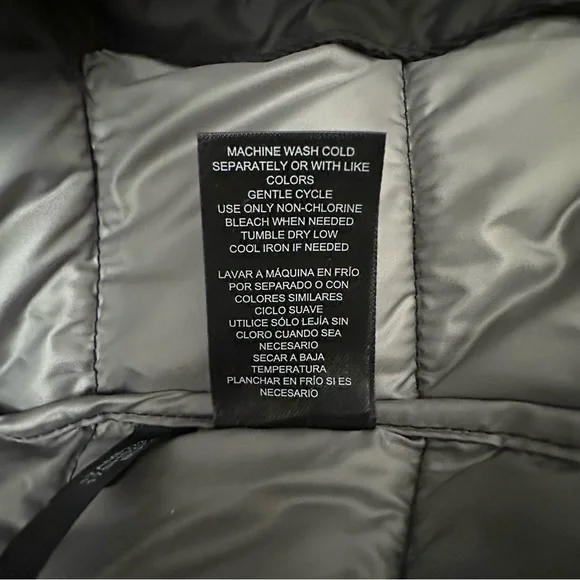 MACHINE WASH COLD
SEPARATELY OR WITH LIKE
COLORS
GENTLE CYCLE
USE ONLY NON-CHLORINE
BLEACH WHEN NEEDED
TUMBLE DRY LOW
COOL IRON IF NEEDED
LAVAR A MÁQUINA EN FRÍO
POR SEPARADO O CON
COLORES SIMILARES
CICLO SUAVE
UTILICE SÓLO LEJÍA SIN
CLORO CUANDO SEA
NECESARIO
SECAR A BAJA
TEMPERATURA
PLANCHAR EN FRÍO SI ES
NECESARIO